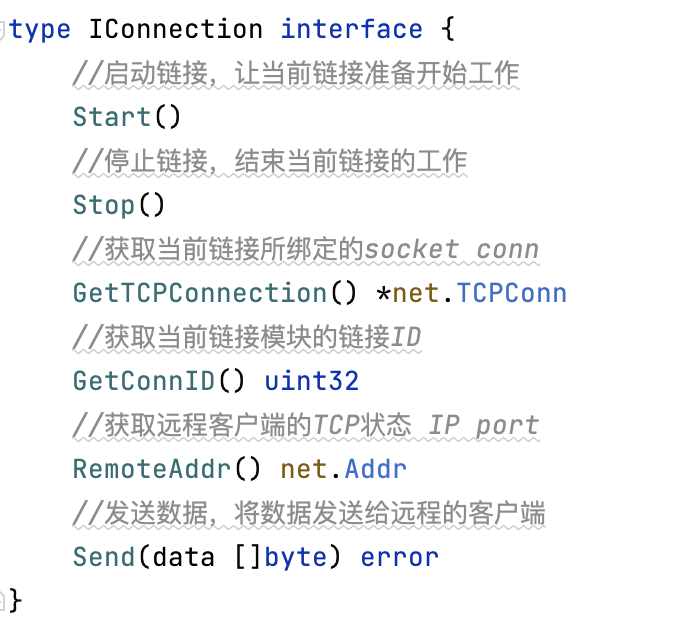 type IConnection interface {
//启动链接，让当前链接准备开始工作
Start()
//停止链接，结束当前链接的工作
Stop()
//获取当前链接所绑定的socket conn
GetTCPConnection() *net.TCPConn
//获取当前链接模块的链接ID
GetConnID() uint32
//获取远程客户端的TCP状态 IP port
RemoteAddr() net.Addr
//发送数据，将数据发送给远程的客户端
Send(data []byte) error
}